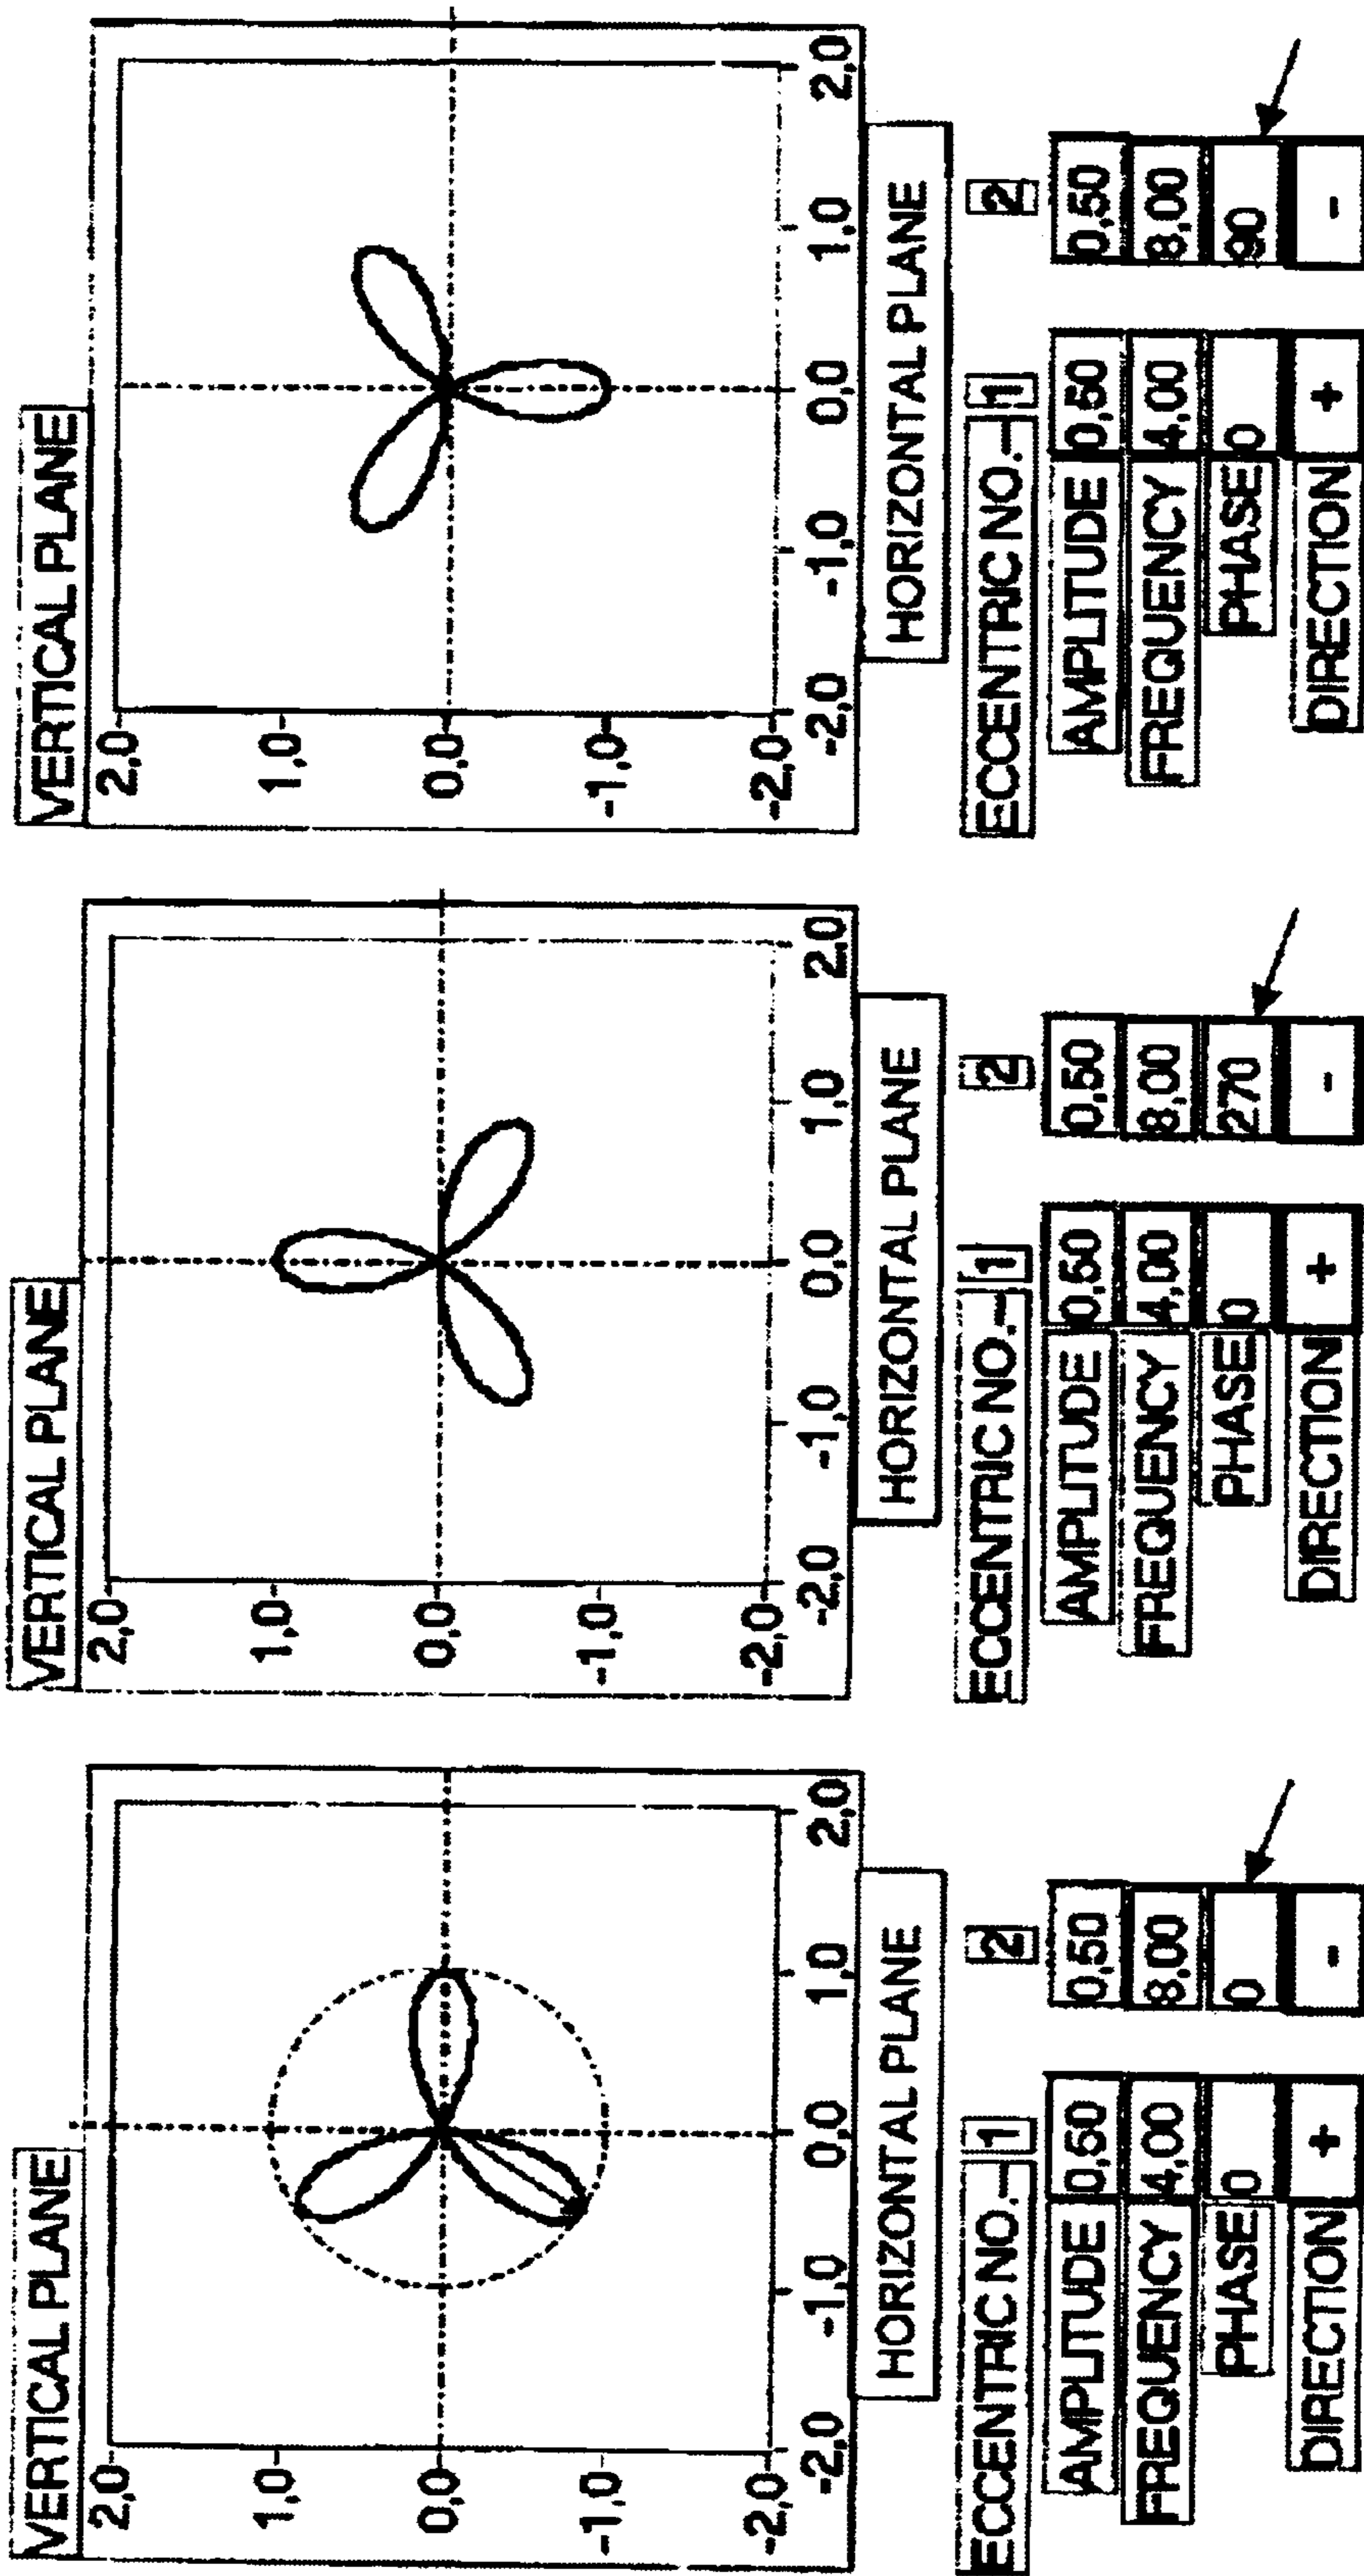 VERTICAL PLANE
2,0
1,0
0,0
-1,0
-2,0
-2,0 -1,0 0,0 1,0 2,0
HORIZONTAL PLANE
ECCENTRIC NO.- 1 2
AMPLITUDE 0,50 0,50
FREQUENCY 4,00 8,00
PHASE 0 0
DIRECTION + -
VERTICAL PLANE
2,0
1,0
0,0
-1,0
-2,0
-2,0 -1,0 0,0 1,0 2,0
HORIZONTAL PLANE
ECCENTRIC NO.- 1 2
AMPLITUDE 0,50 0,50
FREQUENCY 4,00 8,00
PHASE 0 270
DIRECTION + -
VERTICAL PLANE
2,0
1,0
0,0
-1,0
-2,0
-2,0 -1,0 0,0 1,0 2,0
HORIZONTAL PLANE
ECCENTRIC NO.- 1 2
AMPLITUDE 0,50 0,50
FREQUENCY 4,00 8,00
PHASE 0 90
DIRECTION + -